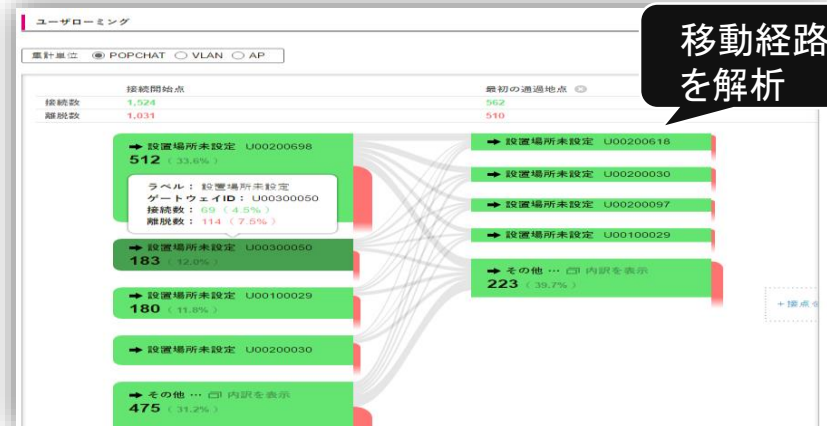 ユーザローミング
集計単位 POPCHAT VLAN AP
移動経路
を解析
接続開始点 最初の通過地点
接続数 1,524 562
離脱数 1,031 510
➡ 設置場所未設定 U00200698
512 ( 33.6% )
ラベル： 設置場所未設定
ゲートウェイID： U00300050
接続数： 69 ( 4.5% )
離脱数： 114 ( 7.5% )
➡ 設置場所未設定 U00300050
183 ( 12.0% )
➡ 設置場所未設定 U00100029
180 ( 11.8% )
➡ 設置場所未設定 U00200030
➡ その他 … 内訳を表示
475 ( 31.2% )
➡ 設置場所未設定 U00200618
➡ 設置場所未設定 U00200030
➡ 設置場所未設定 U00200097
➡ 設置場所未設定 U00100029
➡ その他 … 内訳を表示
223 ( 39.7% )
+接点を